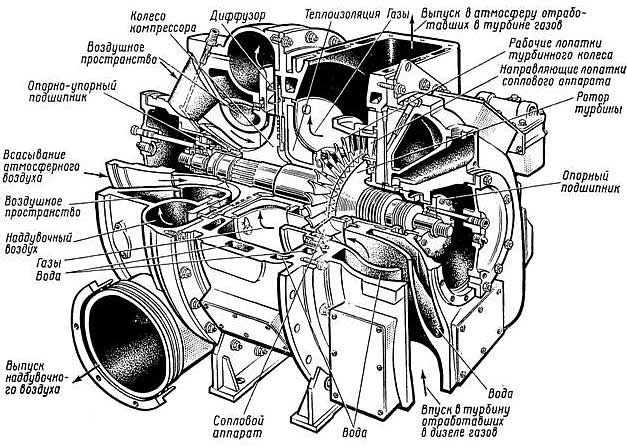 Колесо
компрессора
Диффузор
Теплоизоляция
Газы
Выпуск в атмосферу отрабо-
тавших в турбине газов
Воздушное
пространство
Рабочие лопатки
турбинного колеса
Направляющие лопатки
соплового аппарата
Опорно-упорный
подшипник
Ротор
турбины
Всасывание
атмосферного
воздуха
Опорный
подшипник
Воздушное
пространство
Наддувочный
воздух
Газы
Вода
Выпуск
наддувочно-
го воздуха
Сопловой
аппарат
Вода
Впуск в турбину
отработавших
в дизеле газов
Вода